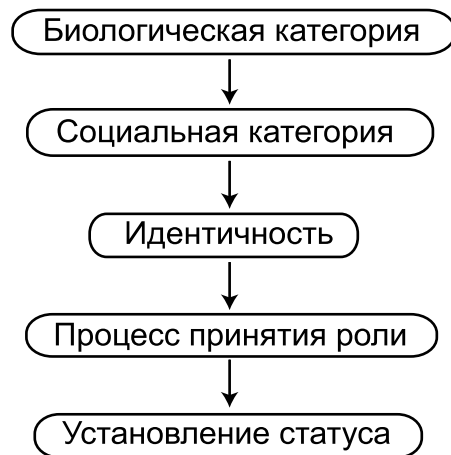 Биологическая категория
Социальная категория
Идентичность
Процесс принятия роли
Установление статуса